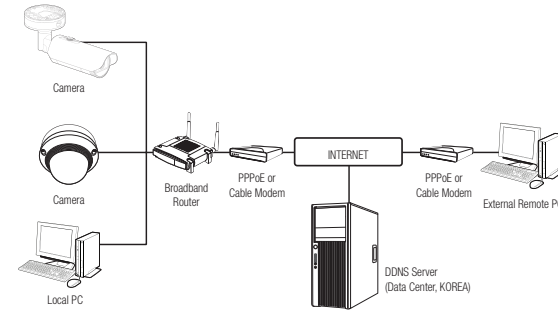 Camera
Camera
Local PC
Broadband
Router
PPPoE or
Cable Modem
INTERNET
DDNS Server
(Data Center, KOREA)
PPPoE or
Cable Modem
External Remote PC